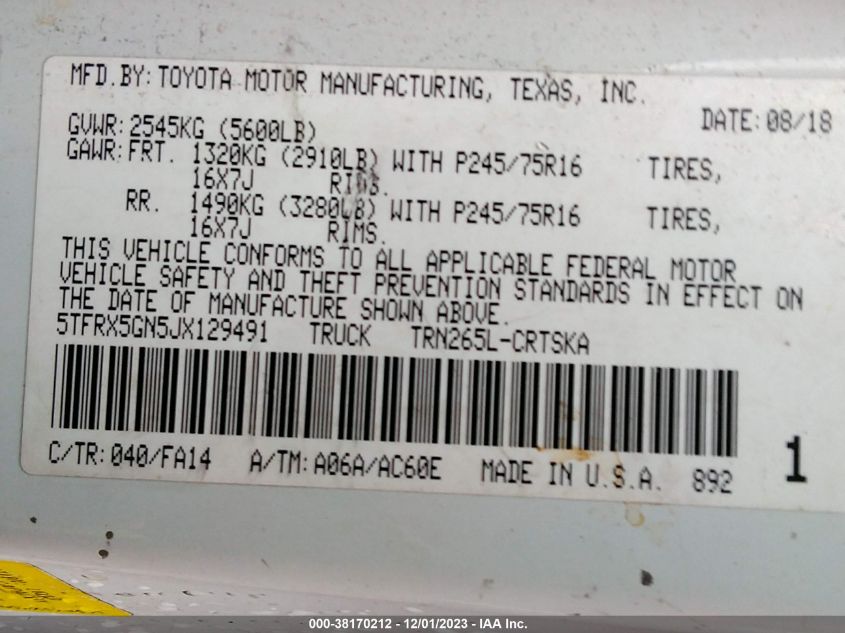 MFD.BY: TOYOTA MOTOR MANUFACTURING, TEXAS, INC.
DATE: 08/18
GVWR: 2545KG (5600LB)
GAWR: FRT. 1320KG (2910LB) WITH P245/75R16 TIRES,
16X7J RIMS.
RR. 1490KG (3280LB) WITH P245/75R16 TIRES,
16X7J RIMS.
THIS VEHICLE CONFORMS TO ALL APPLICABLE FEDERAL MOTOR
VEHICLE SAFETY AND THEFT PREVENTION STANDARDS IN EFFECT ON
THE DATE OF MANUFACTURE SHOWN ABOVE.
5TFRX5GN5JX129491 TRUCK TRN265L-CRTSKA
C/TR: 040/FA14 A/TM: A06A/AC60E MADE IN U.S.A. 892 1
000-38170212 - 12/01/2023 - IAA Inc.